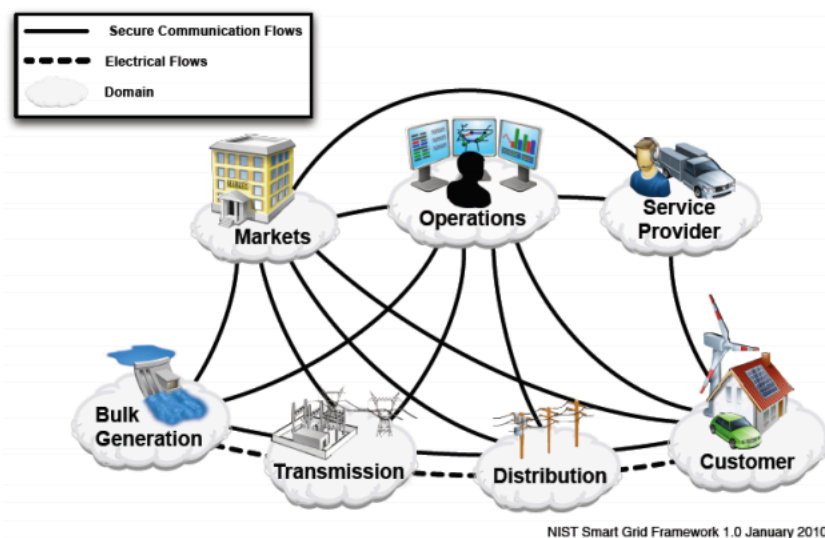 Secure Communication Flows
Electrical Flows
Domain
MARKETS
Markets
Operations
Service
Provider
Bulk
Generation
Transmission
Distribution
Customer
NIST Smart Grid Framework 1.0 January 2010